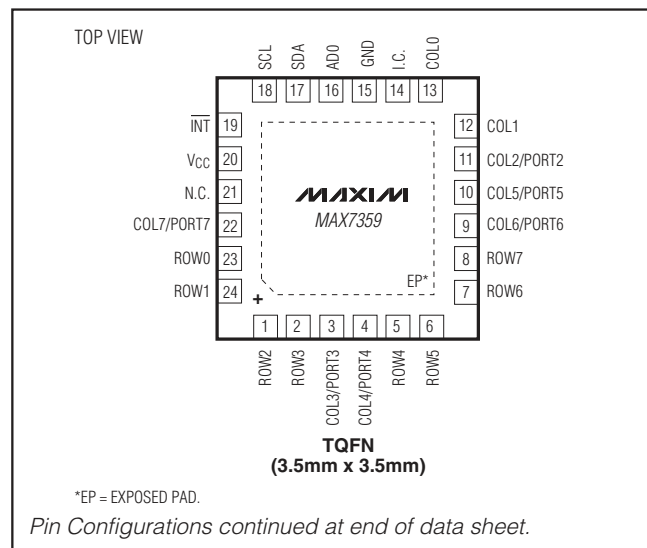 TOP VIEW
SCL
SDA
AD0
GND
I.C.
COL0
18
17
16
15
14
13
INT 19
VCC 20
N.C. 21
COL7/PORT7 22
ROW0 23
ROW1 24
12 COL1
11 COL2/PORT2
10 COL5/PORT5
9 COL6/PORT6
8 ROW7
7 ROW6
MAXIM
MAX7359
EP*
+
1
2
3
4
5
6
ROW2
ROW3
COL3/PORT3
COL4/PORT4
ROW4
ROW5
TQFN
(3.5mm x 3.5mm)
*EP = EXPOSED PAD.
Pin Configurations continued at end of data sheet.